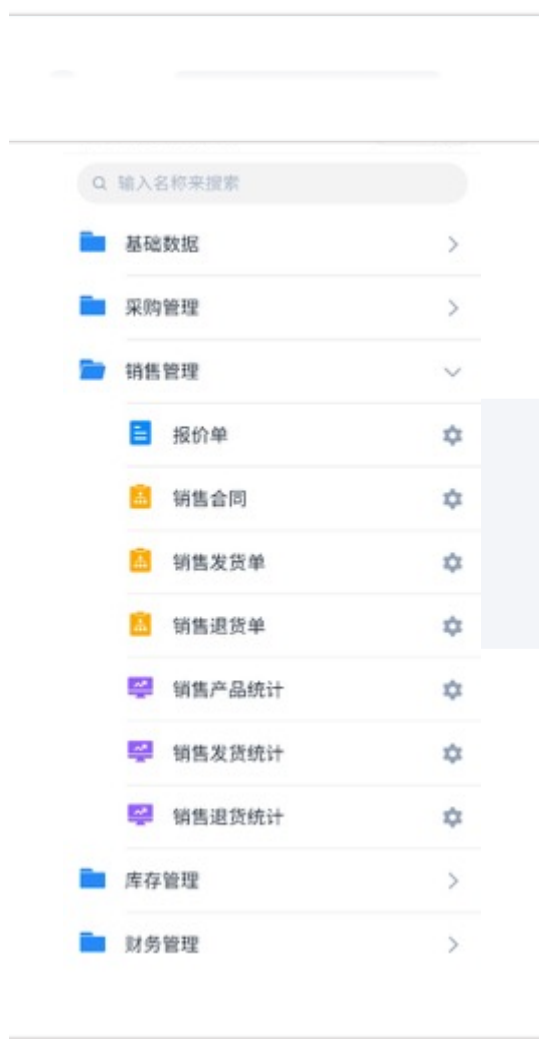 输入名称来搜索
基础数据
采购管理
销售管理
报价单
销售合同
销售发货单
销售退货单
销售产品统计
销售发货统计
销售退货统计
库存管理
财务管理